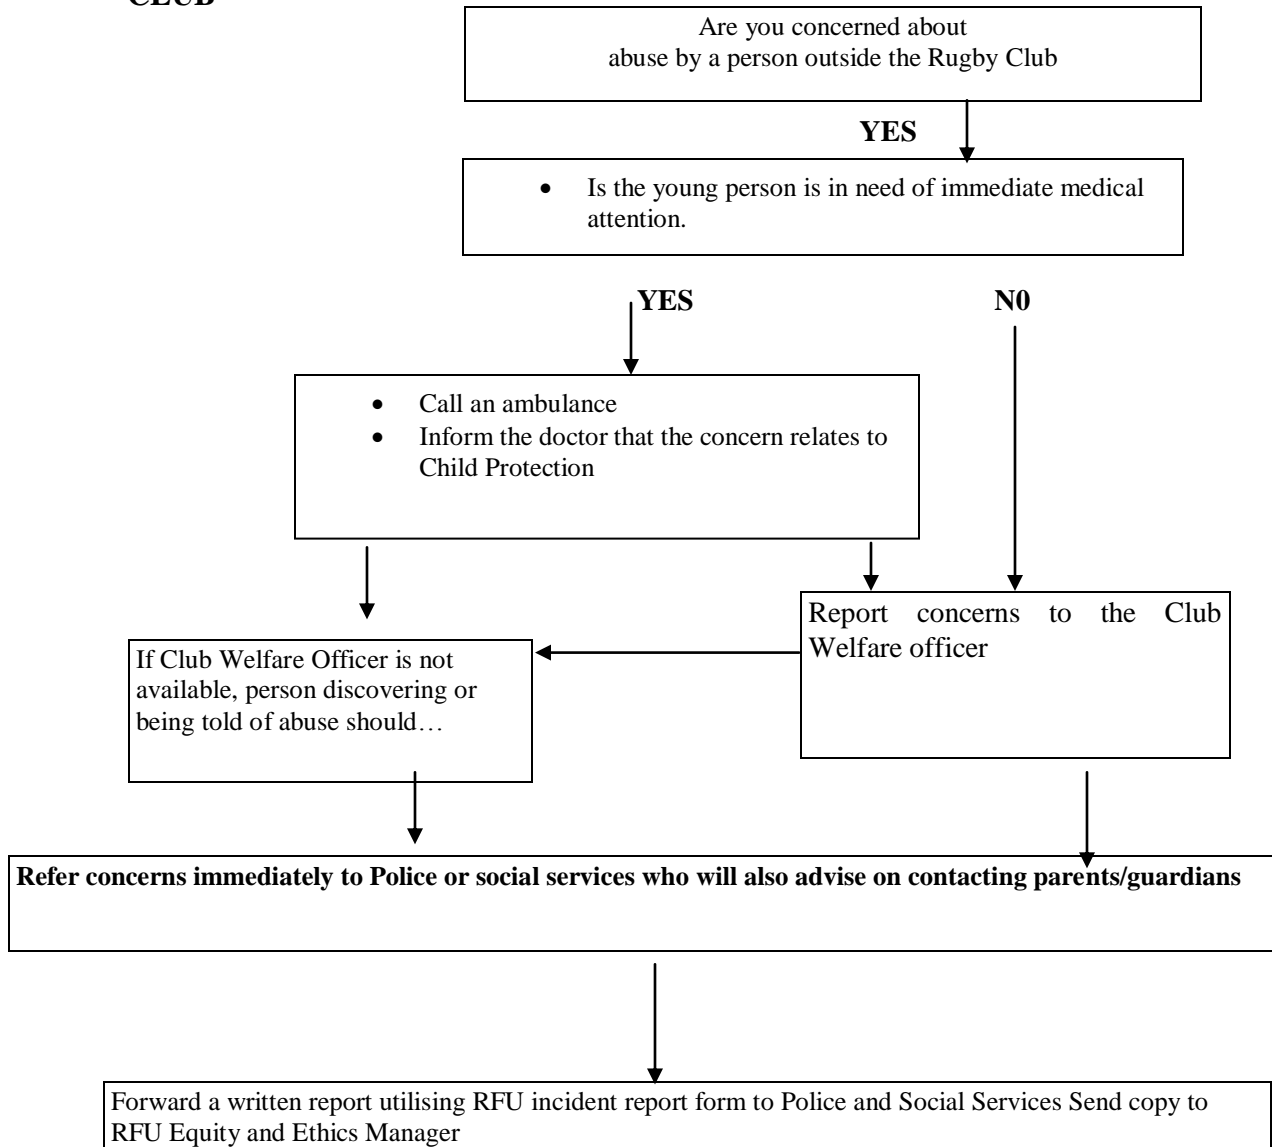 CLUB
Are you concerned about
abuse by a person outside the Rugby Club
YES
• Is the young person is in need of immediate medical
attention.
YES
N0
• Call an ambulance
• Inform the doctor that the concern relates to
Child Protection
Report concerns to the Club
Welfare officer
If Club Welfare Officer is not
available, person discovering or
being told of abuse should…
Refer concerns immediately to Police or social services who will also advise on contacting parents/guardians
Forward a written report utilising RFU incident report form to Police and Social Services Send copy to
RFU Equity and Ethics Manager